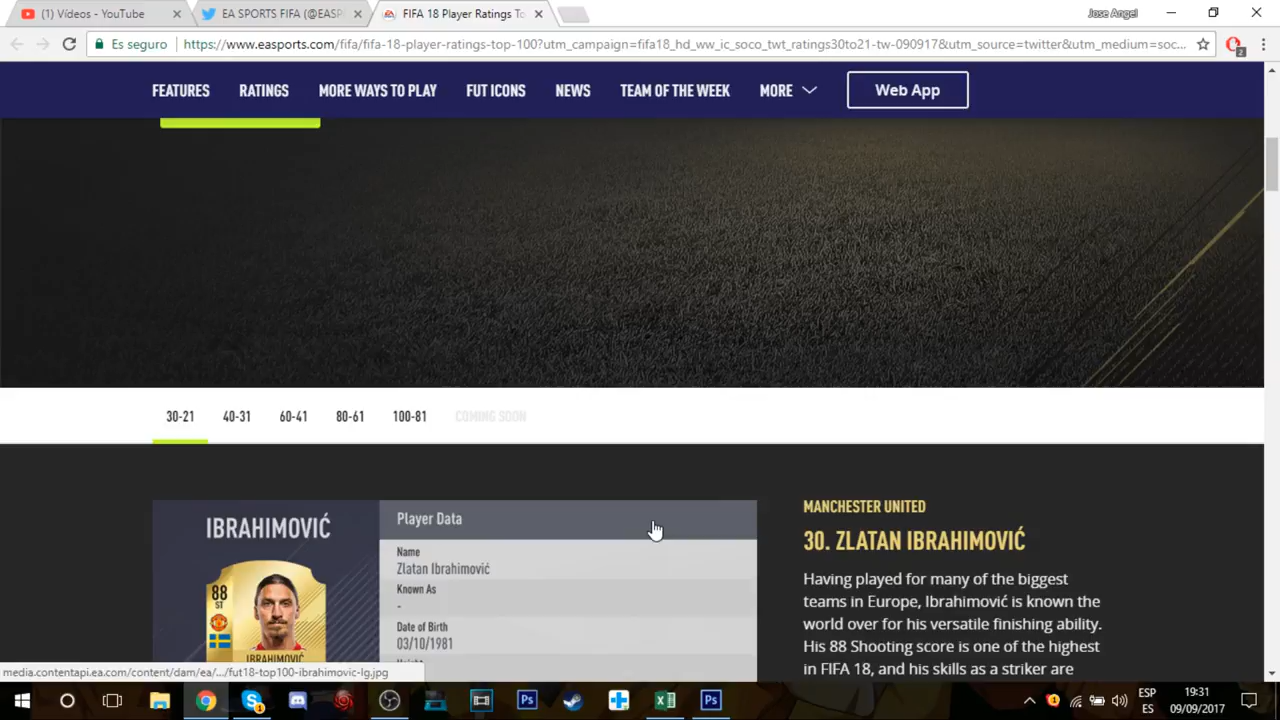 (1) Vídeos - YouTube
EA SPORTS FIFA (@EASP
FIFA 18 Player Ratings To
Jose Angel
Es seguro
https://www.easports.com/fifa/fifa-18-player-ratings-top-100?utm_campaign=fifa18_hd_ww_ic_soco_twt_ratings30to21-tw-090917&utm_source=twitter&utm_medium=soc...
2
FEATURES
RATINGS
MORE WAYS TO PLAY
FUT ICONS
NEWS
TEAM OF THE WEEK
MORE
Web App
30-21
40-31
60-41
80-61
100-81
COMING SOON
IBRAHIMOVIĆ
88
ST
IBRAHIMOVIĆ
Player Data
Name
Zlatan Ibrahimović
Known As
-
Date of Birth
03/10/1981
MANCHESTER UNITED
30. ZLATAN IBRAHIMOVIĆ
Having played for many of the biggest
teams in Europe, Ibrahimović is known the
world over for his versatile finishing ability.
His 88 Shooting score is one of the highest
in FIFA 18, and his skills as a striker are
media.contentapi.ea.com/content/dam/ea/.../fut18-top100-ibrahimovic-lg.jpg
ESP
ES
19:31
09/09/2017